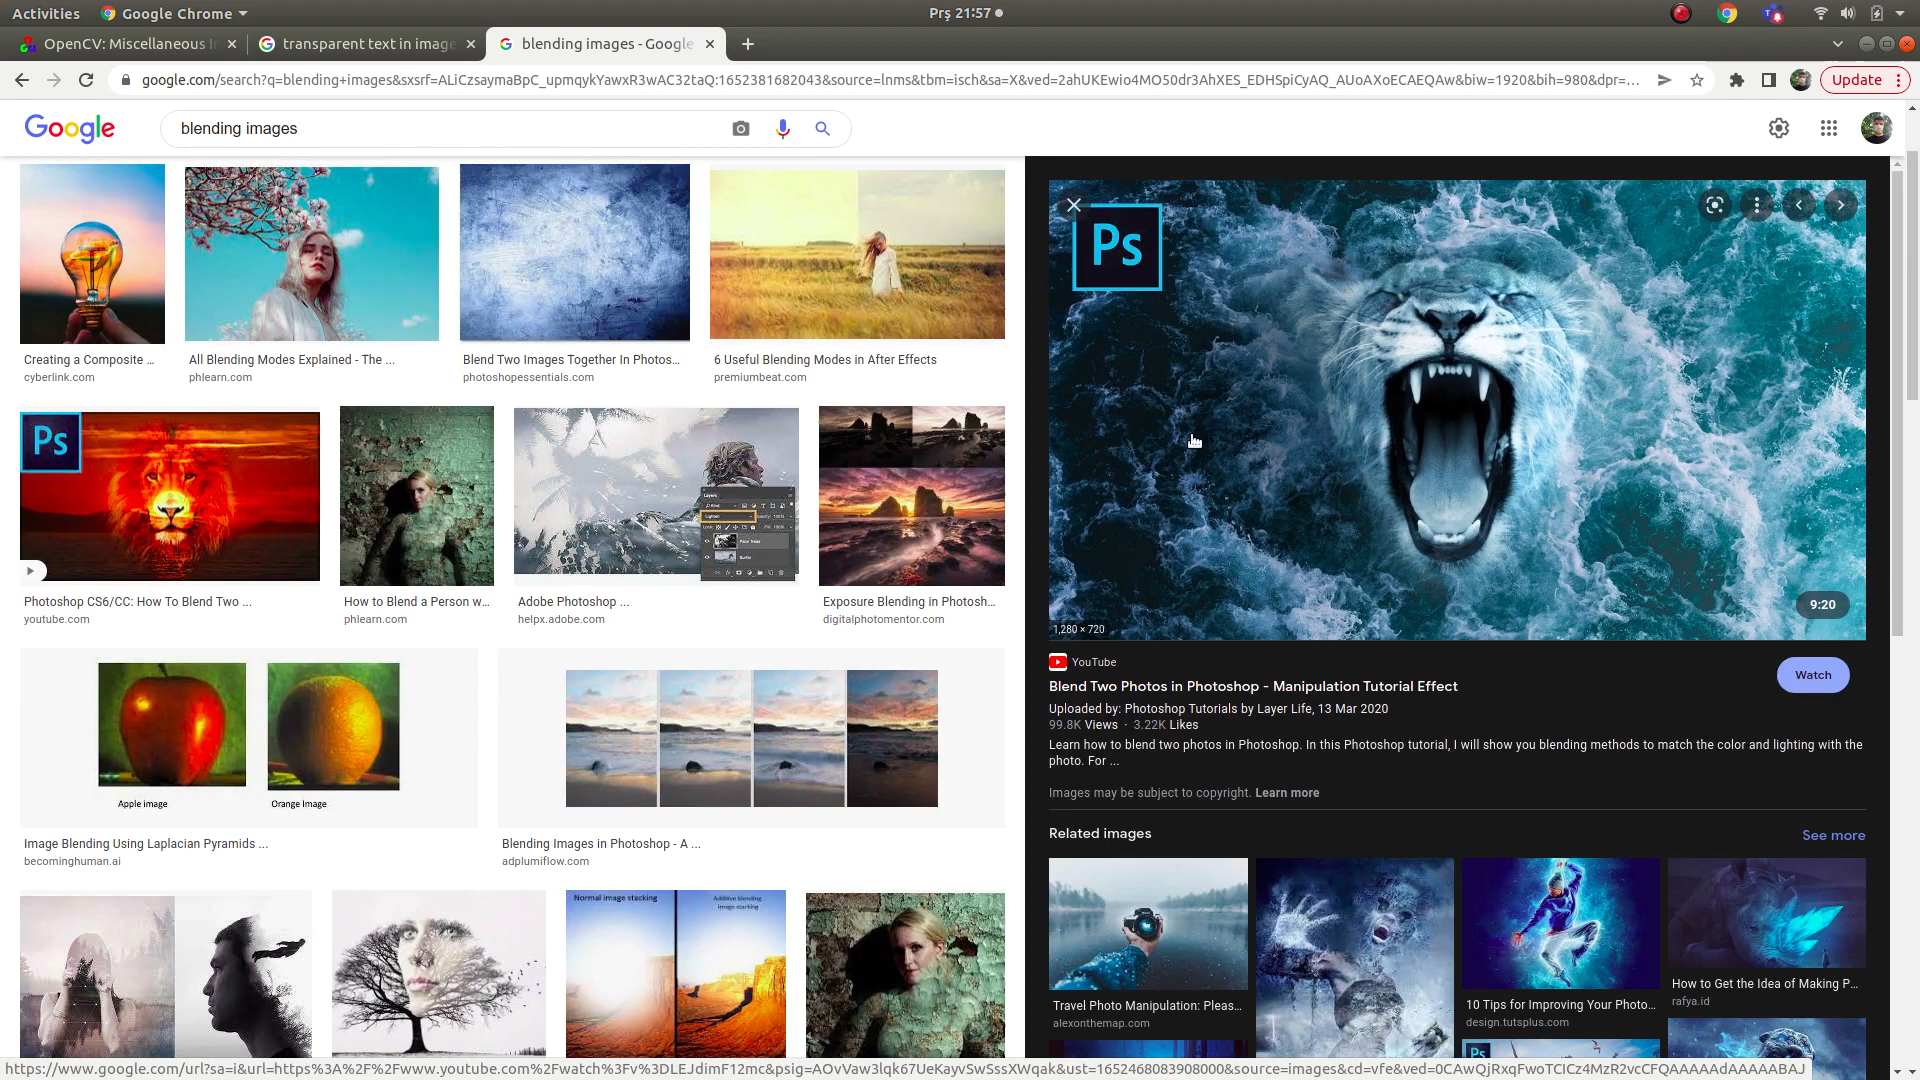 Activities
Google Chrome
Prş 21:57
OpenCV: Miscellaneous I
transparent text in image
blending images - Google
google.com/search?q=blending+images&sxsrf=ALiCzsaymaBpC_upmqykYawxR3wAC32taQ:1652381682043&source=lnms&tbm=isch&sa=X&ved=2ahUKEwio4MO50dr3AhXES_EDHSpiCyAQ_AUoAXoECAEQAw&biw=1920&bih=980&dpr=...
Update
Google
blending images
Creating a Composite ...
cyberlink.com
All Blending Modes Explained - The ...
phlearn.com
Blend Two Images Together In Photos...
photoshopessentials.com
6 Useful Blending Modes in After Effects
premiumbeat.com
Ps
Photoshop CS6/CC: How To Blend Two ...
youtube.com
How to Blend a Person w...
phlearn.com
Layers
Lighten
Adobe Photoshop ...
helpx.adobe.com
Exposure Blending in Photosh...
digitalphotomentor.com
Apple image
Orange Image
Image Blending Using Laplacian Pyramids ...
becominghuman.ai
Blending Images in Photoshop - A ...
adplumiflow.com
Normal image stacking
Additive blending
image stacking
Ps
9:20
1,280 × 720
YouTube
Blend Two Photos in Photoshop - Manipulation Tutorial Effect
Watch
Uploaded by: Photoshop Tutorials by Layer Life, 13 Mar 2020
99.8K Views · 3.22K Likes
Learn how to blend two photos in Photoshop. In this Photoshop tutorial, I will show you blending methods to match the color and lighting with the
photo. For ...
Images may be subject to copyright. Learn more
Related images
See more
Travel Photo Manipulation: Pleas...
alexonthemap.com
10 Tips for Improving Your Photo...
design.tutsplus.com
How to Get the Idea of Making P...
rafya.id
Ps
https://www.google.com/url?sa=i&url=https%3A%2F%2Fwww.youtube.com%2Fwatch%3Fv%3DLEJdimF12mc&psig=AOvVaw3lqk67UeKayvSwSssXWqak&ust=1652468083908000&source=images&cd=vfe&ved=0CAwQjRxqFwoTCICz4MzR2vcCFQAAAAAdAAAAABAJ